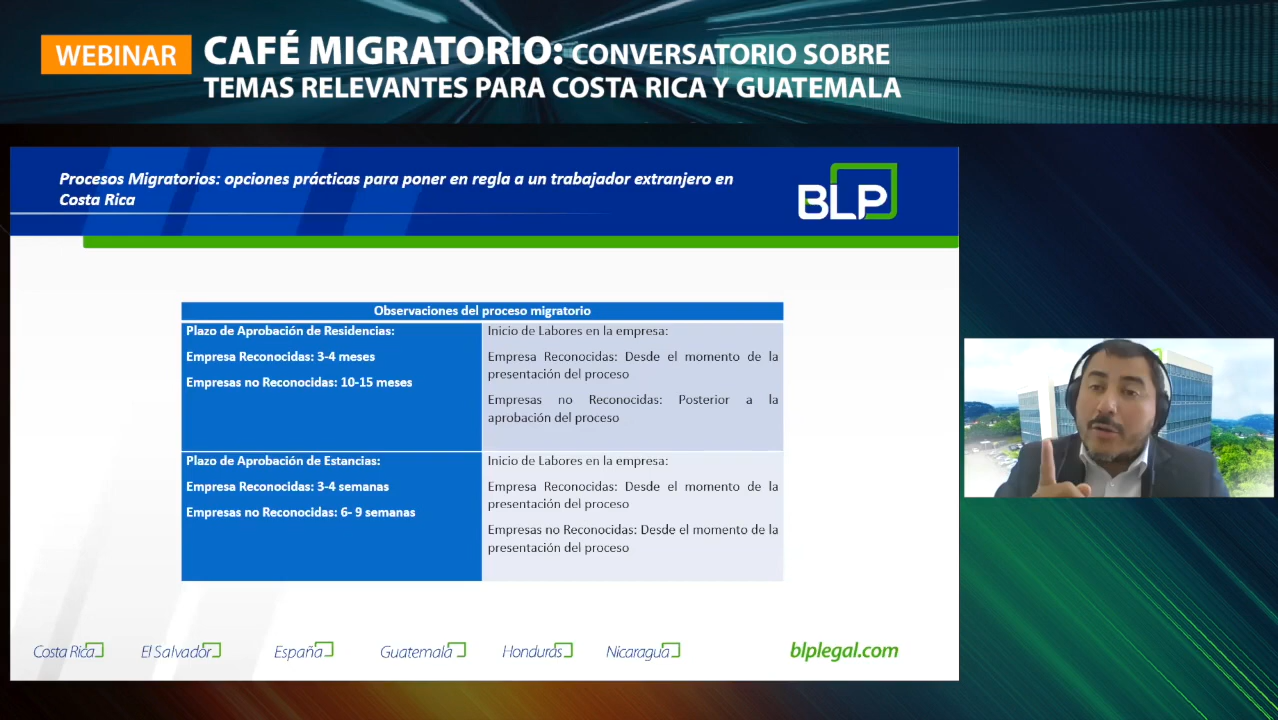 WEBINAR
CAFÉ MIGRATORIO: CONVERSATORIO SOBRE
TEMAS RELEVANTES PARA COSTA RICA Y GUATEMALA
Procesos Migratorios: opciones prácticas para poner en regla a un trabajador extranjero en
Costa Rica
BLP
Observaciones del proceso migratorio
Plazo de Aprobación de Residencias:
Empresa Reconocidas: 3-4 meses
Empresas no Reconocidas: 10-15 meses
Inicio de Labores en la empresa:
Empresa Reconocidas: Desde el momento de la
presentación del proceso
Empresas no Reconocidas: Posterior a la
aprobación del proceso
Plazo de Aprobación de Estancias:
Empresa Reconocidas: 3-4 semanas
Empresas no Reconocidas: 6- 9 semanas
Inicio de Labores en la empresa:
Empresa Reconocidas: Desde el momento de la
presentación del proceso
Empresas no Reconocidas: Desde el momento de la
presentación del proceso
Costa Rica El Salvador España Guatemala Honduras Nicaragua blplegal.com